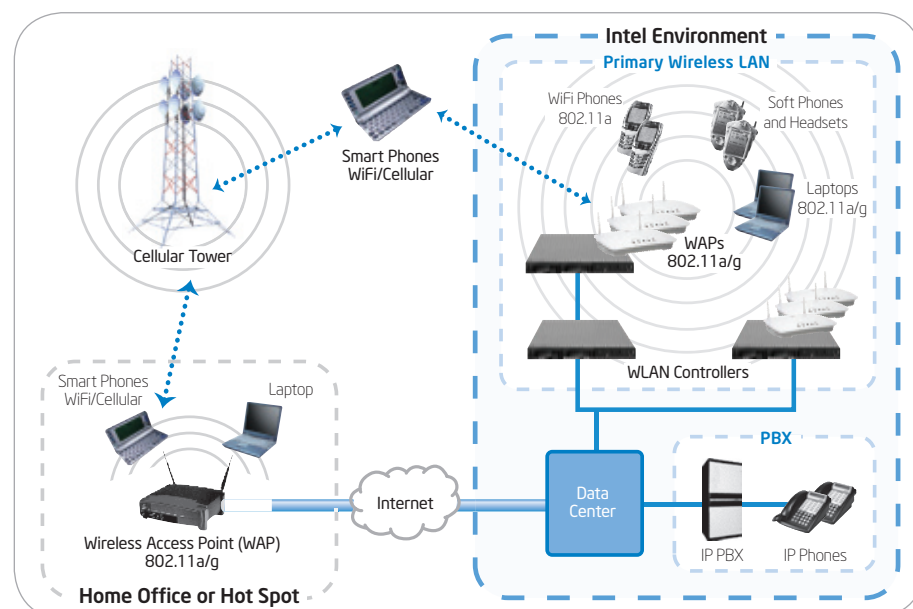 Intel Environment
Primary Wireless LAN
WiFi Phones
802.11a
Soft Phones
and Headsets
Smart Phones
WiFi/Cellular
Laptops
802.11a/g
WAPs
802.11a/g
Cellular Tower
WLAN Controllers
Smart Phones
WiFi/Cellular
Laptop
PBX
Internet
Data
Center
Wireless Access Point (WAP)
802.11a/g
IP PBX
IP Phones
Home Office or Hot Spot